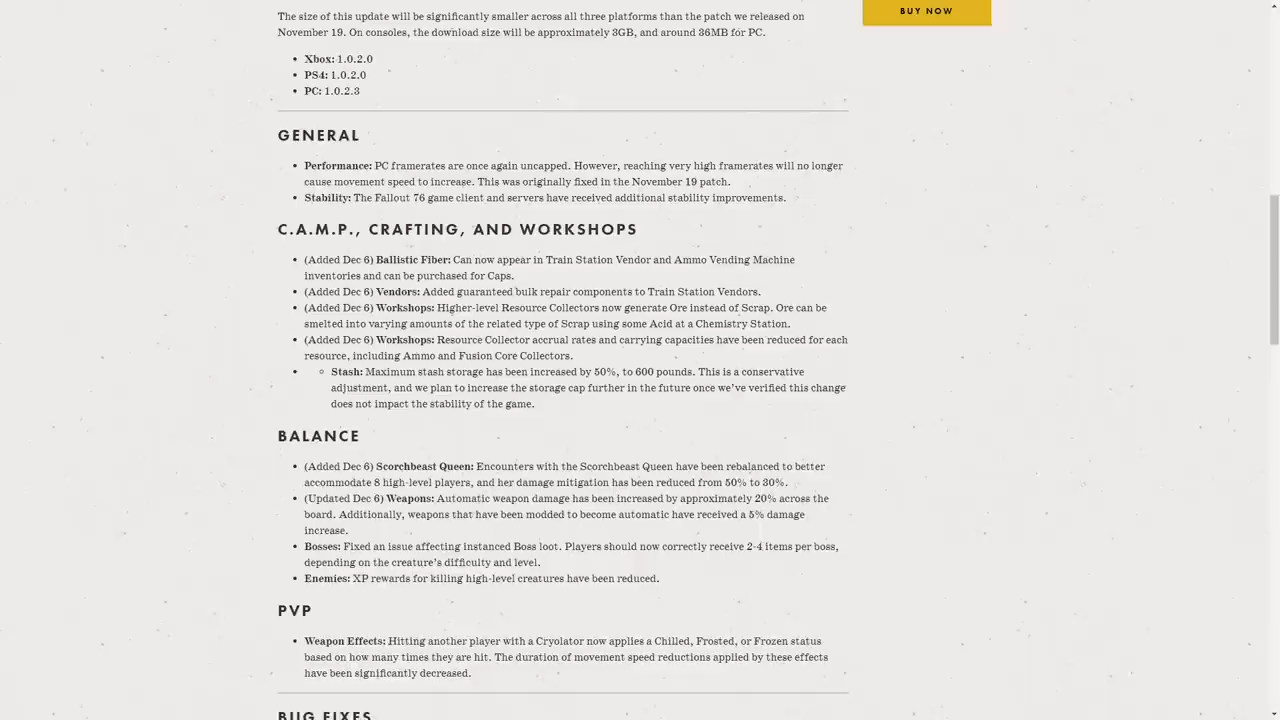 BUY NOW
The size of this update will be significantly smaller across all three platforms than the patch we released on
November 19. On consoles, the download size will be approximately 3GB, and around 36MB for PC.
Xbox: 1.0.2.0
PS4: 1.0.2.0
PC: 1.0.2.3
GENERAL
Performance: PC framerates are once again uncapped. However, reaching very high framerates will no longer
cause movement speed to increase. This was originally fixed in the November 19 patch.
Stability: The Fallout 76 game client and servers have received additional stability improvements.
C.A.M.P., CRAFTING, AND WORKSHOPS
(Added Dec 6) Ballistic Fiber: Can now appear in Train Station Vendor and Ammo Vending Machine
inventories and can be purchased for Caps.
(Added Dec 6) Vendors: Added guaranteed bulk repair components to Train Station Vendors.
(Added Dec 6) Workshops: Higher-level Resource Collectors now generate Ore instead of Scrap. Ore can be
smelted into varying amounts of the related type of Scrap using some Acid at a Chemistry Station.
(Added Dec 6) Workshops: Resource Collector accrual rates and carrying capacities have been reduced for each
resource, including Ammo and Fusion Core Collectors.
Stash: Maximum stash storage has been increased by 50%, to 600 pounds. This is a conservative
adjustment, and we plan to increase the storage cap further in the future once we've verified this change
does not impact the stability of the game.
BALANCE
(Added Dec 6) Scorchbeast Queen: Encounters with the Scorchbeast Queen have been rebalanced to better
accommodate 8 high-level players, and her damage mitigation has been reduced from 50% to 30%.
(Updated Dec 6) Weapons: Automatic weapon damage has been increased by approximately 20% across the
board. Additionally, weapons that have been modded to become automatic have received a 5% damage
increase.
Bosses: Fixed an issue affecting instanced Boss loot. Players should now correctly receive 2-4 items per boss,
depending on the creature's difficulty and level.
Enemies: XP rewards for killing high-level creatures have been reduced.
PVP
Weapon Effects: Hitting another player with a Cryolator now applies a Chilled, Frosted, or Frozen status
based on how many times they are hit. The duration of movement speed reductions applied by these effects
have been significantly decreased.
BUG FIXES